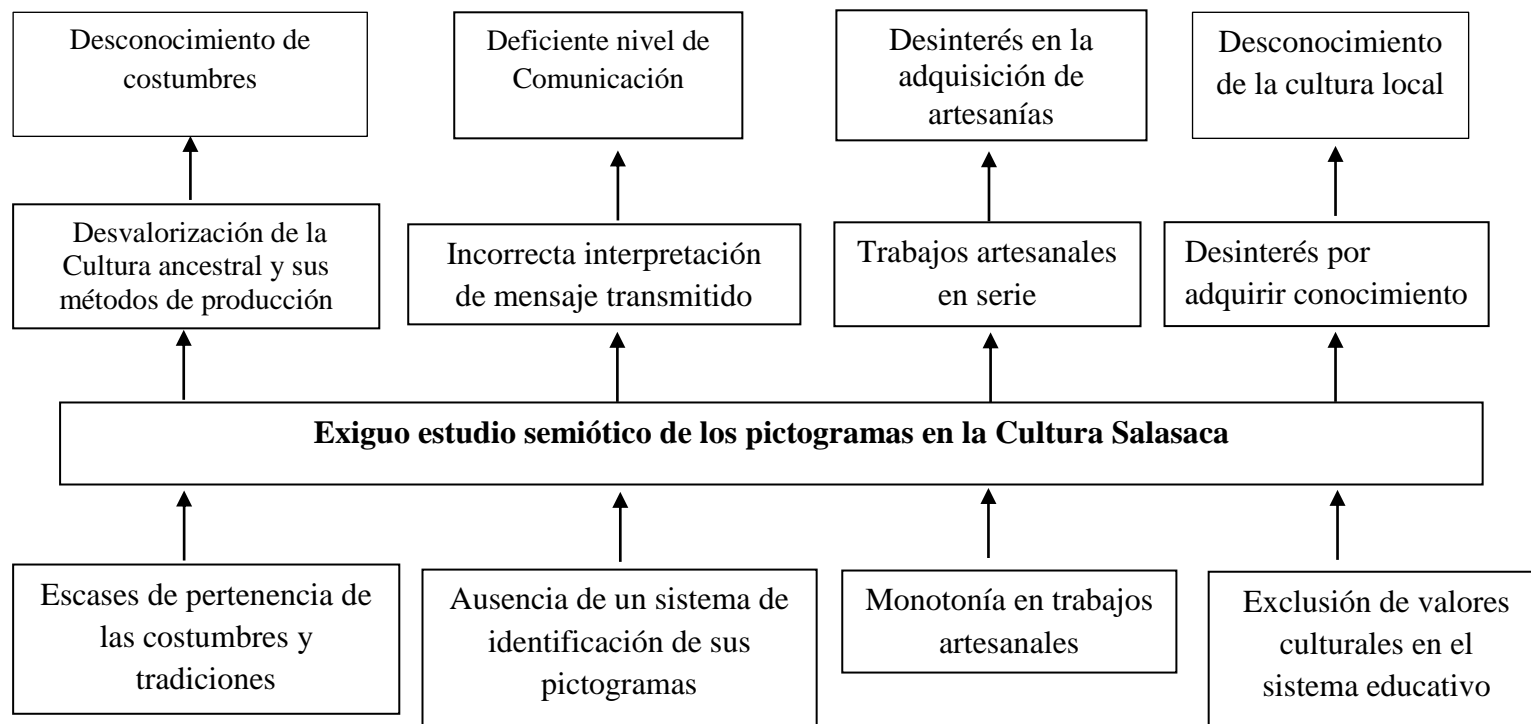 Desconocimiento de
costumbres
Deficiente nivel de
Comunicación
Desinterés en la
adquisición de
artesanías
Desconocimiento
de la cultura local
Desvalorización de la
Cultura ancestral y sus
métodos de producción
Incorrecta interpretación
de mensaje transmitido
Trabajos artesanales
en serie
Desinterés por
adquirir conocimiento
Exiguo estudio semiótico de los pictogramas en la Cultura Salasaca
Escases de pertenencia de
las costumbres y
tradiciones
Ausencia de un sistema de
identificación de sus
pictogramas
Monotonía en trabajos
artesanales
Exclusión de valores
culturales en el
sistema educativo